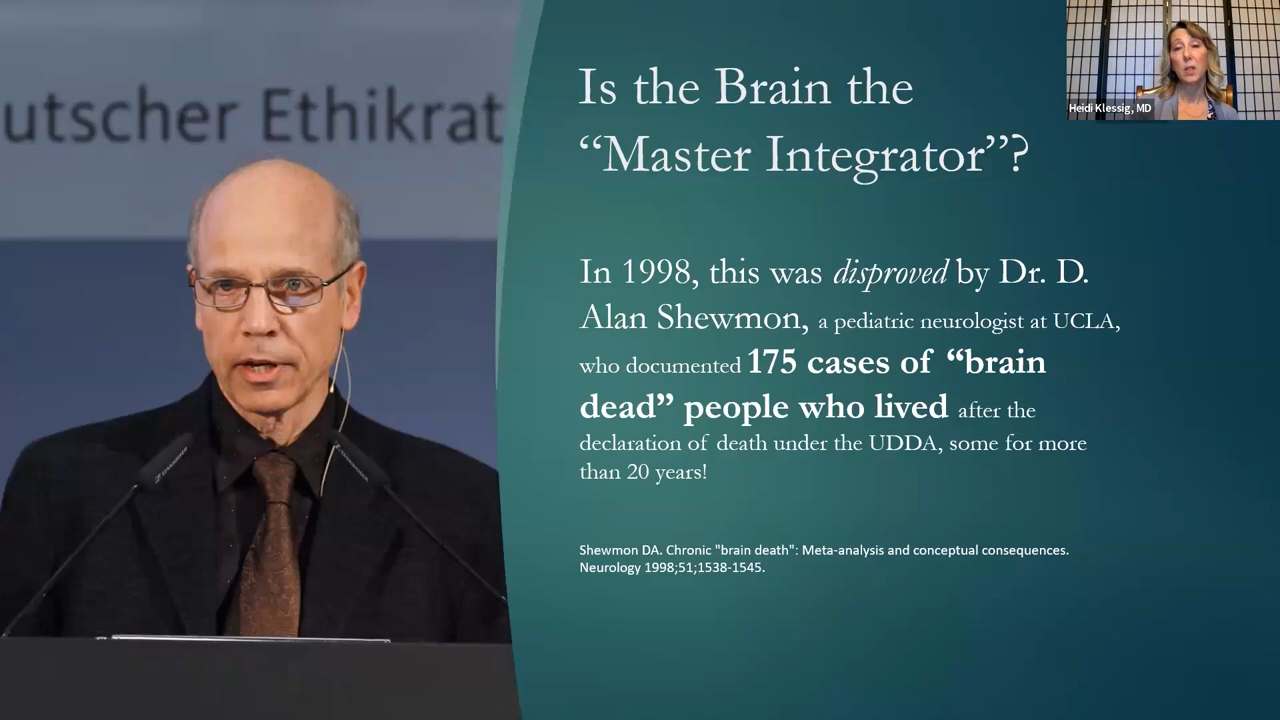 utscher Ethikrat
Is the Brain the
“Master Integrator”?
Heidi Klessig, MD
In 1998, this was disproved by Dr. D.
Alan Shewmon, a pediatric neurologist at UCLA,
who documented 175 cases of “brain
dead” people who lived after the
declaration of death under the UDDA, some for more
than 20 years!
Shewmon DA. Chronic "brain death": Meta-analysis and conceptual consequences.
Neurology 1998;51;1538-1545.